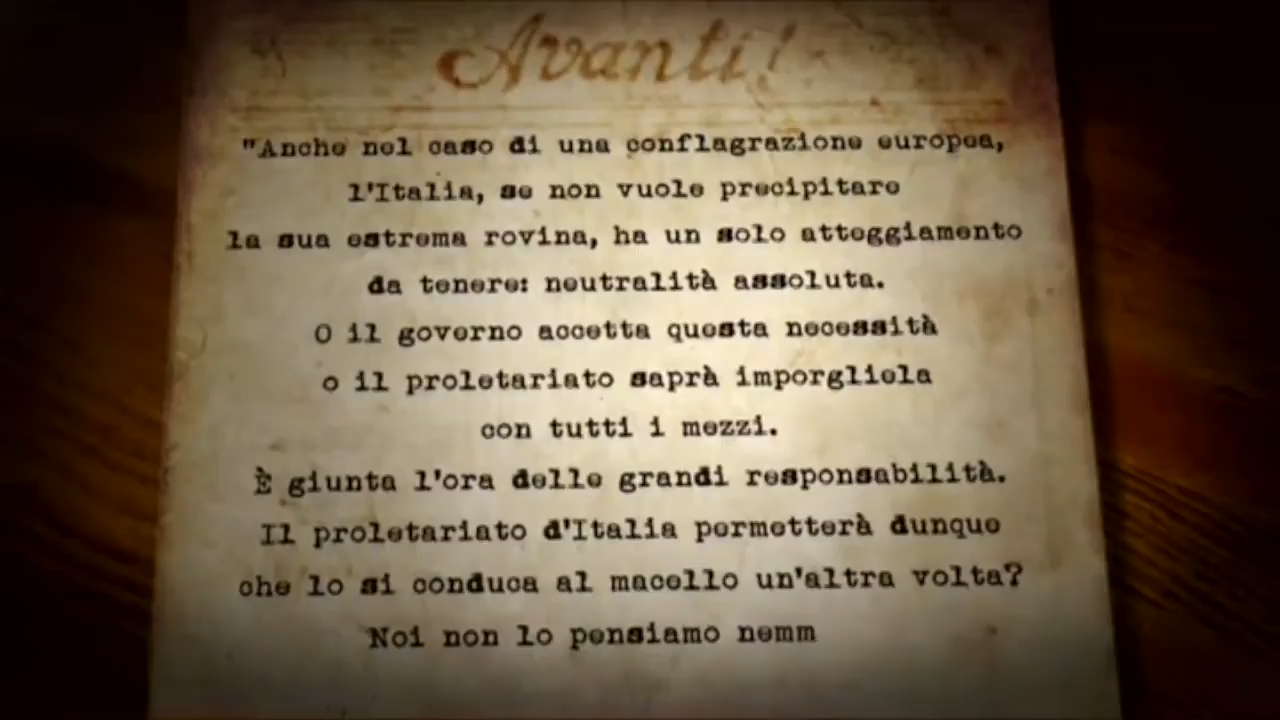 Avanti!
"Anche nel caso di una conflagrazione europea,
l'Italia, se non vuole precipitare
la sua estrema rovina, ha un solo atteggiamento
da tenere: neutralità assoluta.
O il governo accetta questa necessità
o il proletariato saprà imporgliela
con tutti i mezzi.
È giunta l'ora delle grandi responsabilità.
Il proletariato d'Italia permetterà dunque
che lo si conduca al macello un'altra volta?
Noi non lo pensiamo nemm